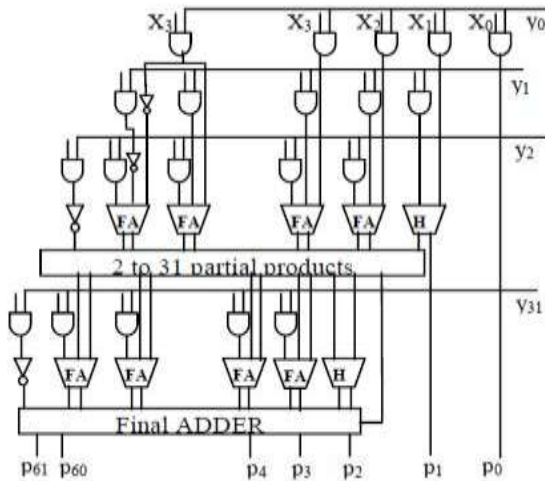 X3 X3 X2 X1 X0 y0
y1
y2
FA FA FA FA H
2 to 31 partial products
y31
FA FA FA FA H
Final ADDER
p61 p60 p4 p3 p2 p1 p0